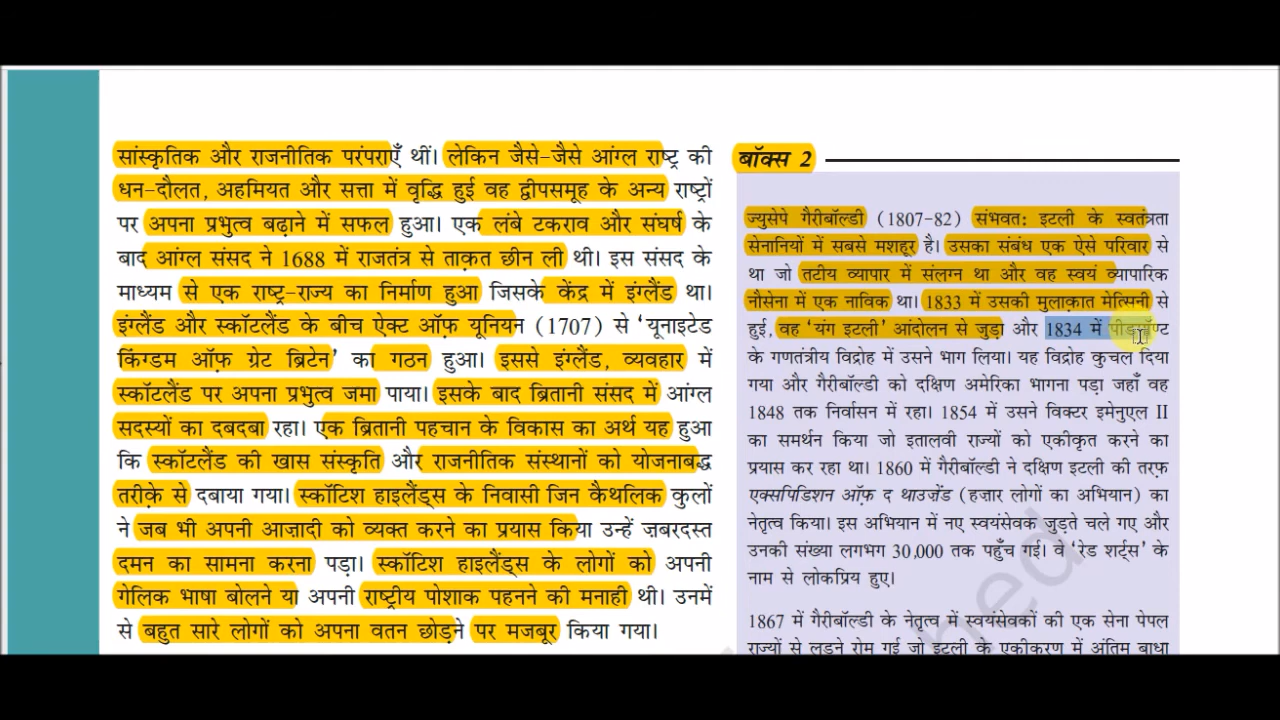 सांस्कृतिक और राजनीतिक परंपराएँ थीं। लेकिन जैसे-जैसे आंग्ल राष्ट्र की
धन-दौलत, अहमियत और सत्ता में वृद्धि हुई वह द्वीपसमूह के अन्य राष्ट्रों
पर अपना प्रभुत्व बढ़ाने में सफल हुआ। एक लंबे टकराव और संघर्ष के
बाद आंग्ल संसद ने 1688 में राजतंत्र से ताक़त छीन ली थी। इस संसद के
माध्यम से एक राष्ट्र-राज्य का निर्माण हुआ जिसके केंद्र में इंग्लैंड था।
इंग्लैंड और स्कॉटलैंड के बीच ऐक्ट ऑफ़ यूनियन (1707) से ‘यूनाइटेड
किंग्डम ऑफ़ ग्रेट ब्रिटेन’ का गठन हुआ। इससे इंग्लैंड, व्यवहार में
स्कॉटलैंड पर अपना प्रभुत्व जमा पाया। इसके बाद ब्रितानी संसद में आंग्ल
सदस्यों का दबदबा रहा। एक ब्रितानी पहचान के विकास का अर्थ यह हुआ
कि स्कॉटलैंड की खास संस्कृति और राजनीतिक संस्थानों को योजनाबद्ध
तरीक़े से दबाया गया। स्कॉटिश हाइलैंड्स के निवासी जिन कैथलिक कुलों
ने जब भी अपनी आज़ादी को व्यक्त करने का प्रयास किया उन्हें ज़बरदस्त
दमन का सामना करना पड़ा। स्कॉटिश हाइलैंड्स के लोगों को अपनी
गेलिक भाषा बोलने या अपनी राष्ट्रीय पोशाक पहनने की मनाही थी। उनमें
से बहुत सारे लोगों को अपना वतन छोड़ने पर मजबूर किया गया।
बॉक्स 2
ज्युसेपे गैरीबॉल्डी (1807-82) संभवत: इटली के स्वतंत्रता
सेनानियों में सबसे मशहूर है। उसका संबंध एक ऐसे परिवार से
था जो तटीय व्यापार में संलग्न था और वह स्वयं व्यापारिक
नौसेना में एक नाविक था। 1833 में उसकी मुलाक़ात मेत्सिनी से
हुई, वह ‘यंग इटली’ आंदोलन से जुड़ा और 1834 में
के गणतंत्रीय विद्रोह में उसने भाग लिया। यह विद्रोह कुचल दिया
गया और गैरीबॉल्डी को दक्षिण अमेरिका भागना पड़ा जहाँ वह
1848 तक निर्वासन में रहा। 1854 में उसने विक्टर इमेनुएल II
का समर्थन किया जो इतालवी राज्यों को एकीकृत करने का
प्रयास कर रहा था। 1860 में गैरीबॉल्डी ने दक्षिण इटली की तरफ़
एक्सपिडिशन ऑफ़ द थाउज़ेंड (हजार लोगों का अभियान) का
नेतृत्व किया। इस अभियान में नए स्वयंसेवक जुड़ते चले गए और
उनकी संख्या लगभग 30,000 तक पहुँच गई। वे ‘रेड शर्ट्स’ के
नाम से लोकप्रिय हुए।
1867 में गैरीबॉल्डी के नेतृत्व में स्वयंसेवकों की एक सेना पेपल
राज्यों से लड़ने रोम गई जो इटली के एकीकरण में अंतिम बाधा